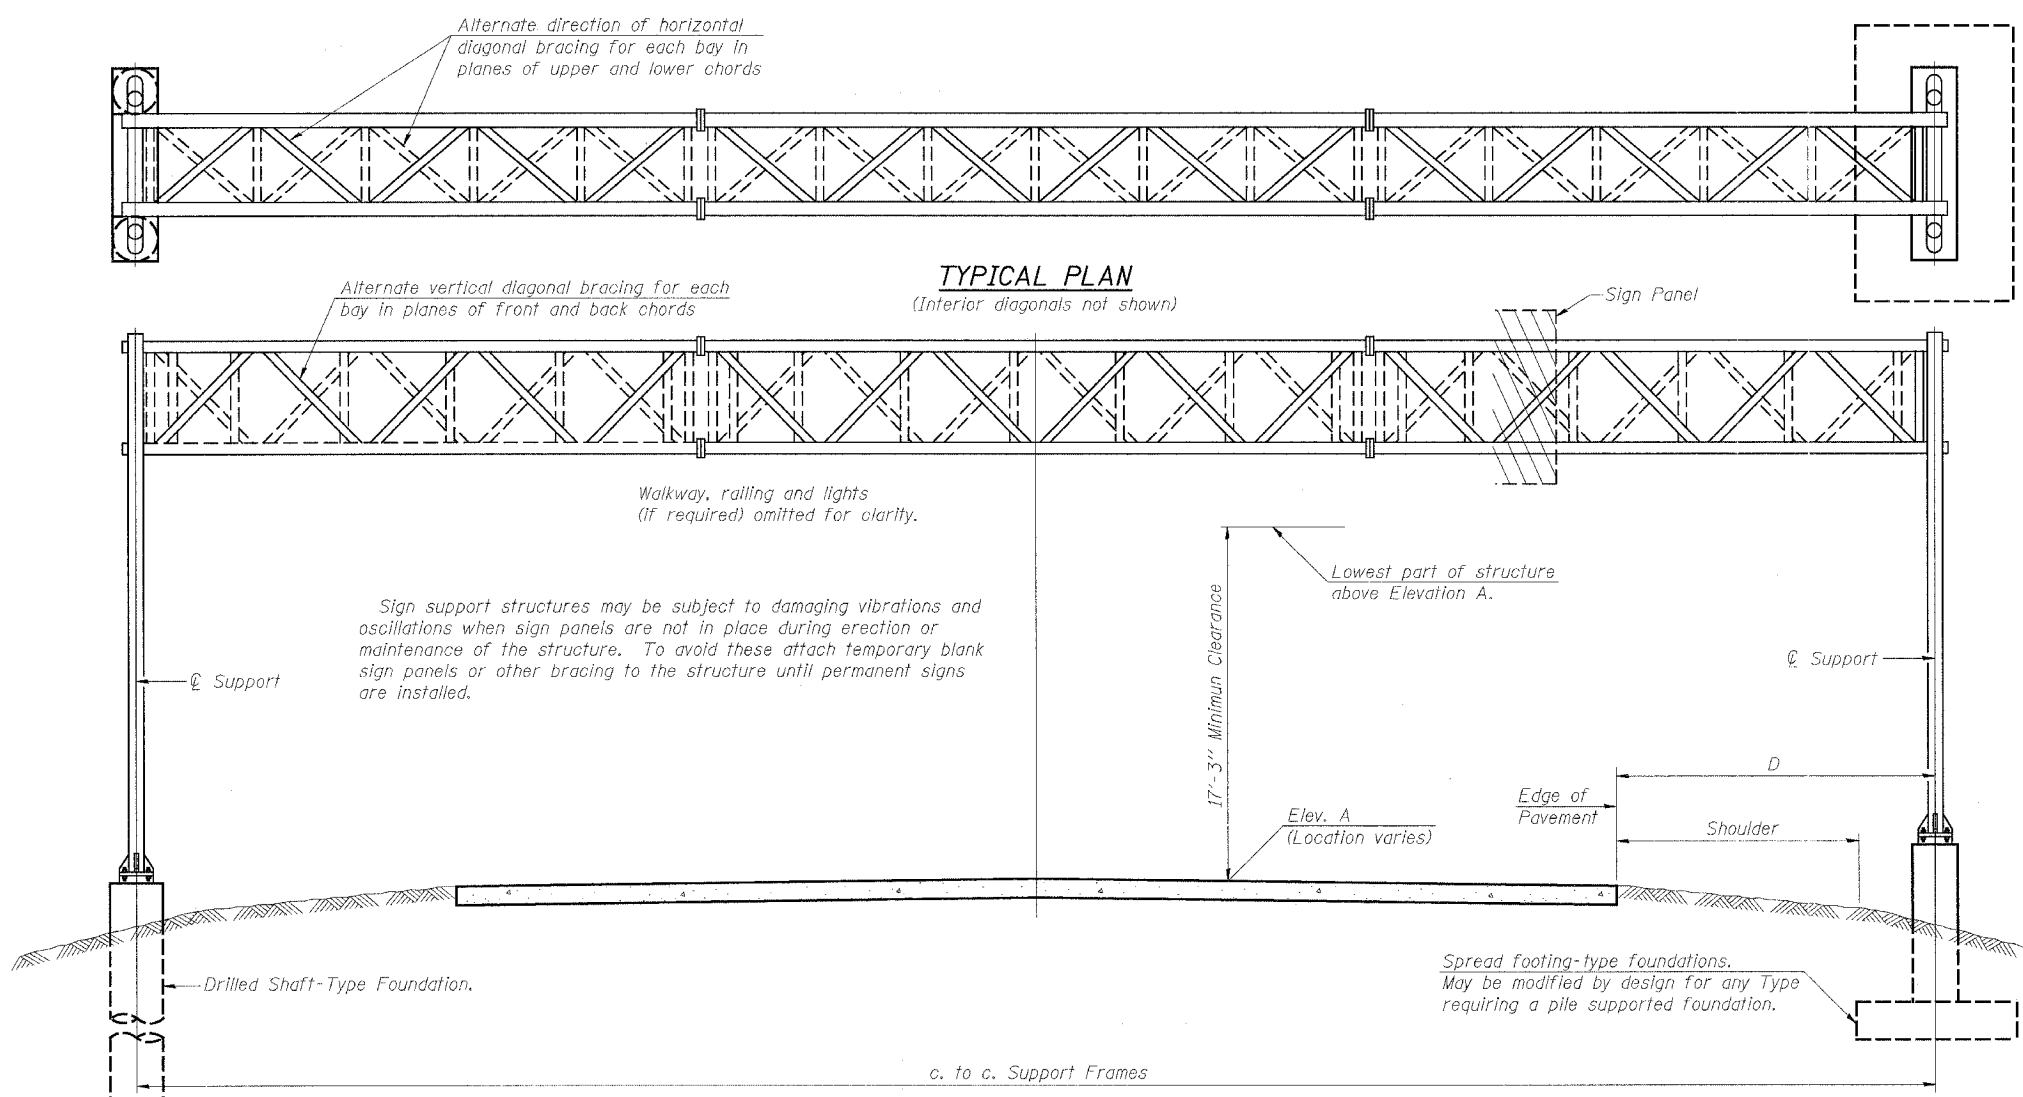 Alternate direction of horizontal
diagonal bracing for each bay in
planes of upper and lower chords
TYPICAL PLAN
(Interior diagonals not shown)
Alternate vertical diagonal bracing for each
bay in planes of front and back chords
Sign Panel
Walkway, railing and lights
(if required) omitted for clarity.
Lowest part of structure
above Elevation A.
Sign support structures may be subject to damaging vibrations and
oscillations when sign panels are not in place during erection or
maintenance of the structure. To avoid these attach temporary blank
sign panels or other bracing to the structure until permanent signs
are installed.
17'-3" Minimun Clearance
℄ Support
℄ Support
D
Edge of
Pavement
Shoulder
Elev. A
(Location varies)
Drilled Shaft-Type Foundation.
Spread footing-type foundations.
May be modified by design for any Type
requiring a pile supported foundation.
c. to c. Support Frames